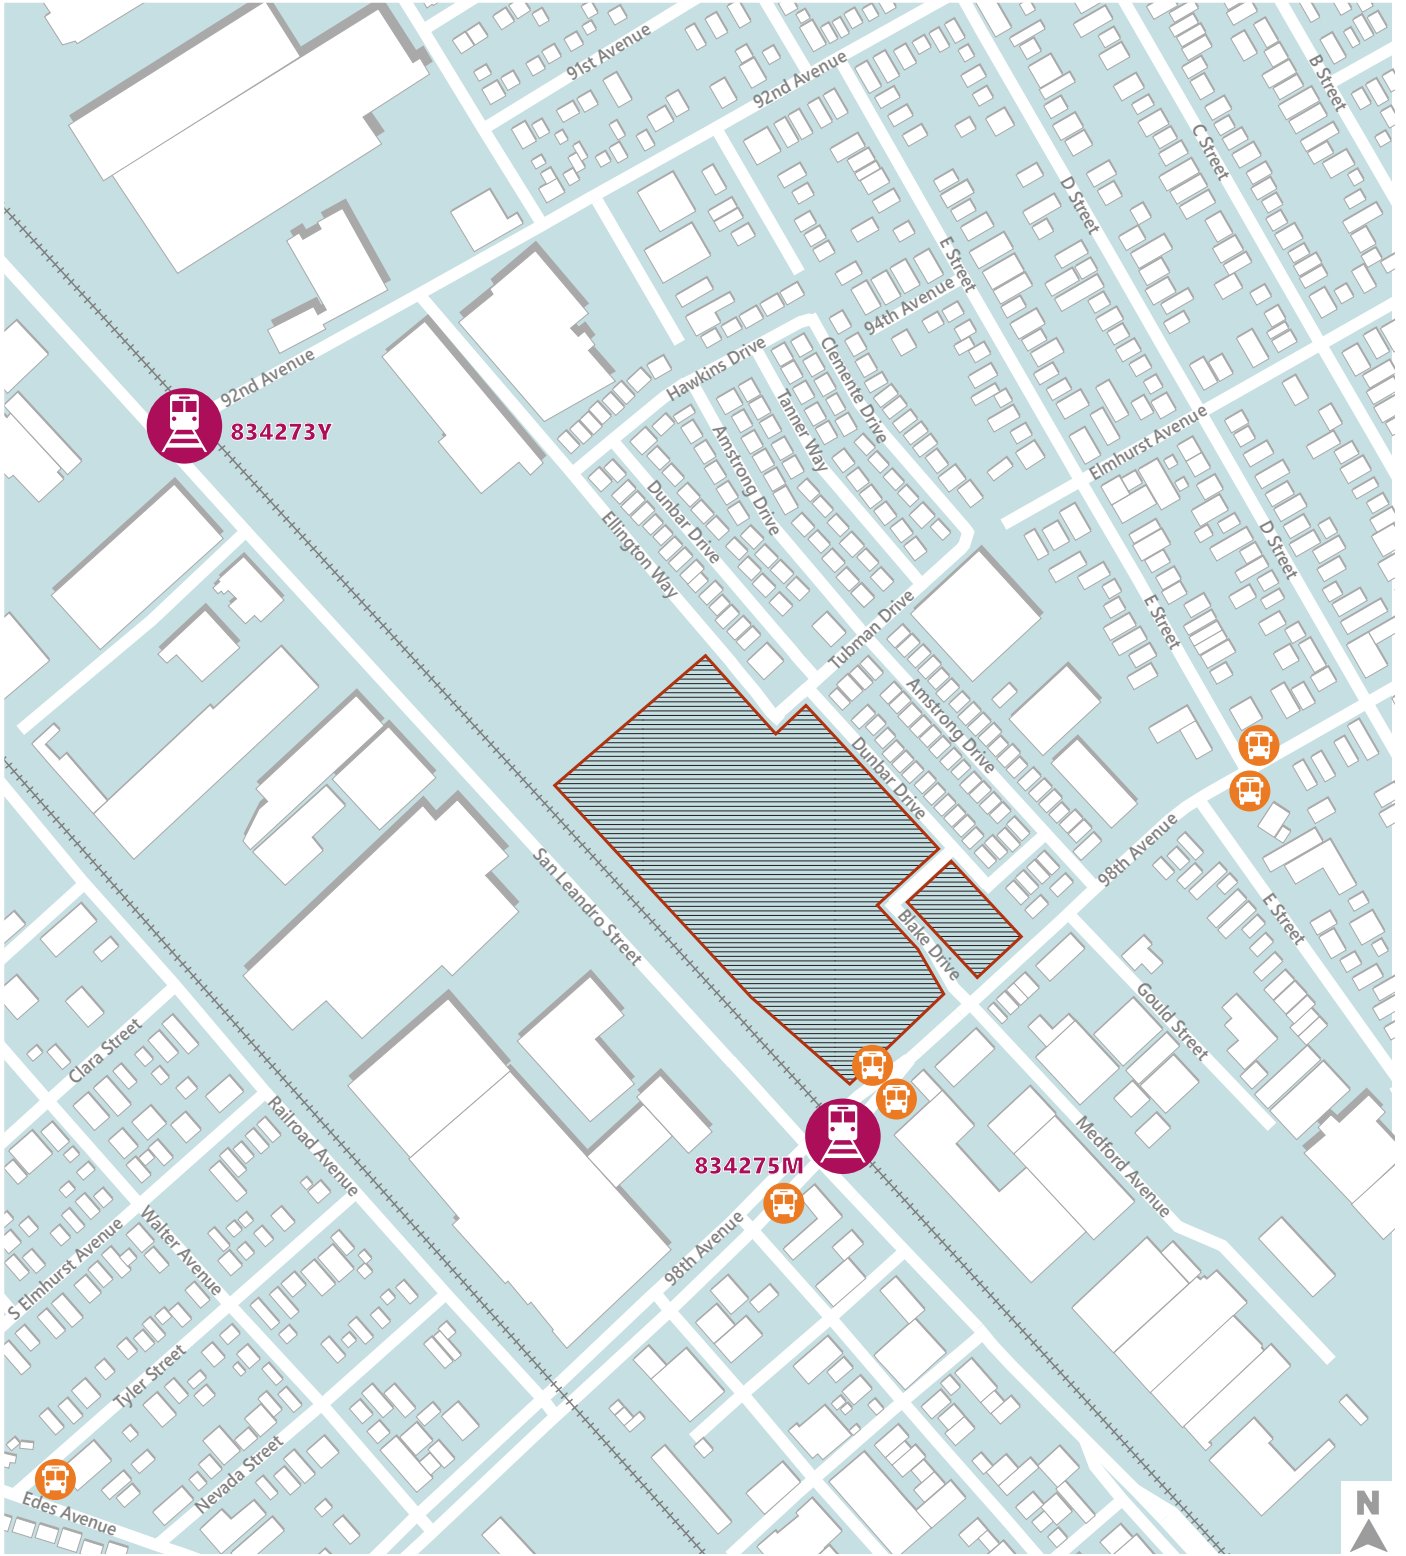 91st Avenue
92nd Avenue
B Street
C Street
D Street
E Street
94th Avenue
92nd Avenue
Hawkins Drive
Clemente Drive
Tanner Way
834273Y
Amstrong Drive
Elmhurst Avenue
Dunbar Drive
Ellington Way
D Street
E Street
Tubman Drive
Amstrong Drive
Dunbar Drive
98th Avenue
San Leandro Street
Blake Drive
E Street
Gould Street
Clara Street
Railroad Avenue
Medford Avenue
834275M
Walter Avenue
S Elmhurst Avenue
98th Avenue
Tyler Street
Nevada Street
Edes Avenue
N